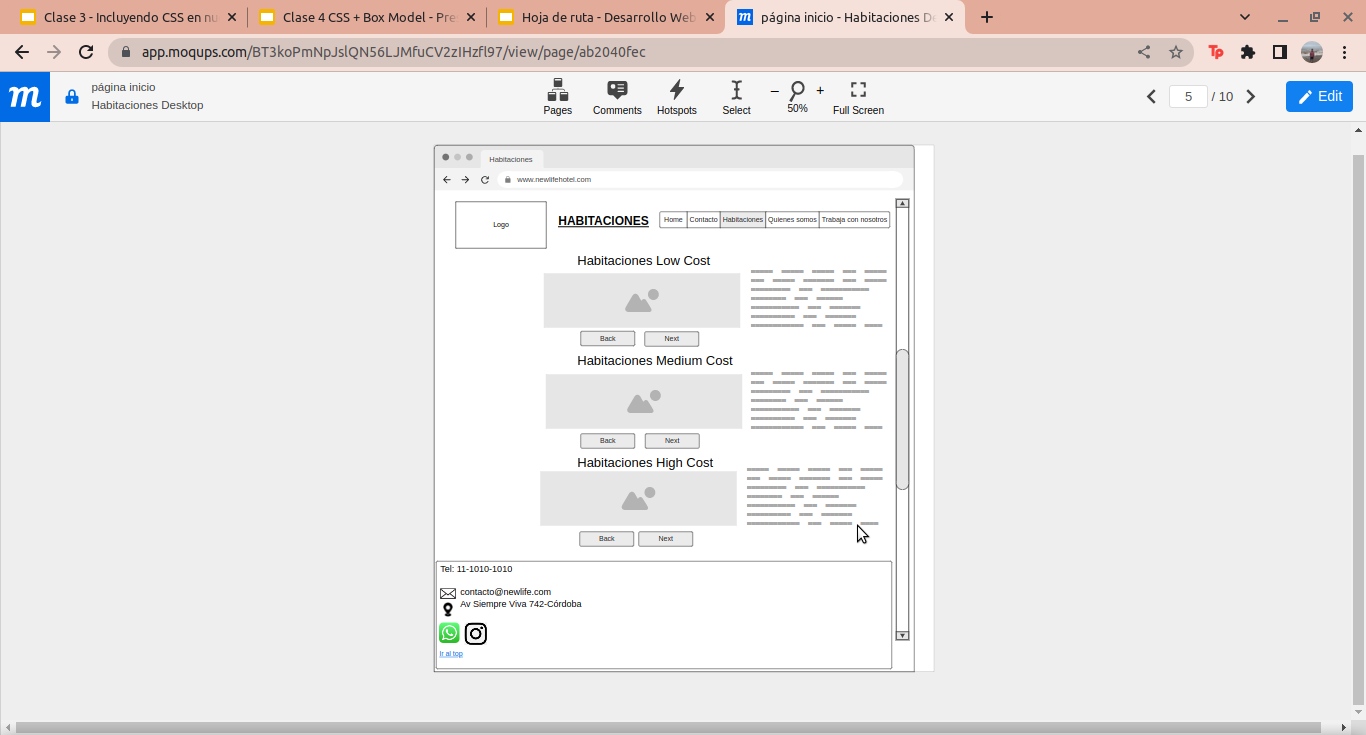 Clase 3 - Incluyendo CSS en nu
Clase 4 CSS + Box Model - Pre
Hoja de ruta - Desarrollo Web
página inicio - Habitaciones D
app.moqups.com/BT3koPmNpJslQN56LJMfuCV2zIHzfl97/view/page/ab2040fec
Tp
m
página inicio
Habitaciones Desktop
Pages
Comments
Hotspots
Select
50%
Full Screen
5 / 10
Edit
Habitaciones
www.newlifehotel.com
Logo
HABITACIONES
Home Contacto Habitaciones Quienes somos Trabaja con nosotros
Habitaciones Low Cost
Back Next
Habitaciones Medium Cost
Back Next
Habitaciones High Cost
Back Next
Tel: 11-1010-1010
contacto@newlife.com
Av Siempre Viva 742-Córdoba
Ir al top